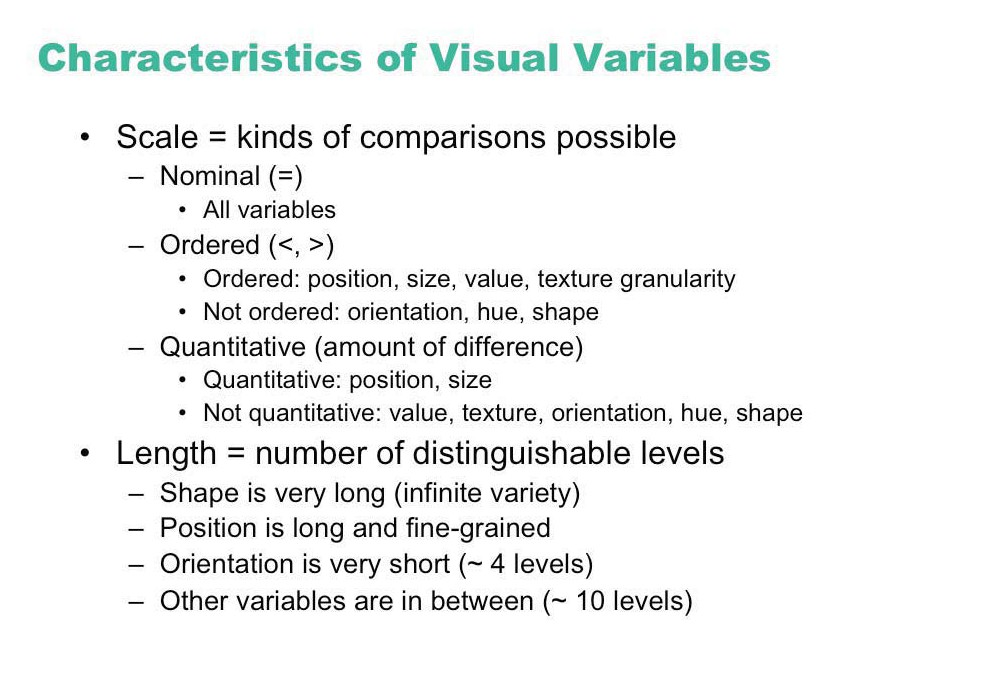 Characteristics of Visual Variables
• Scale = kinds of comparisons possible
– Nominal (=)
• All variables
– Ordered (<, >)
• Ordered: position, size, value, texture granularity
• Not ordered: orientation, hue, shape
– Quantitative (amount of difference)
• Quantitative: position, size
• Not quantitative: value, texture, orientation, hue, shape
• Length = number of distinguishable levels
– Shape is very long (infinite variety)
– Position is long and fine-grained
– Orientation is very short (~ 4 levels)
– Other variables are in between (~ 10 levels)